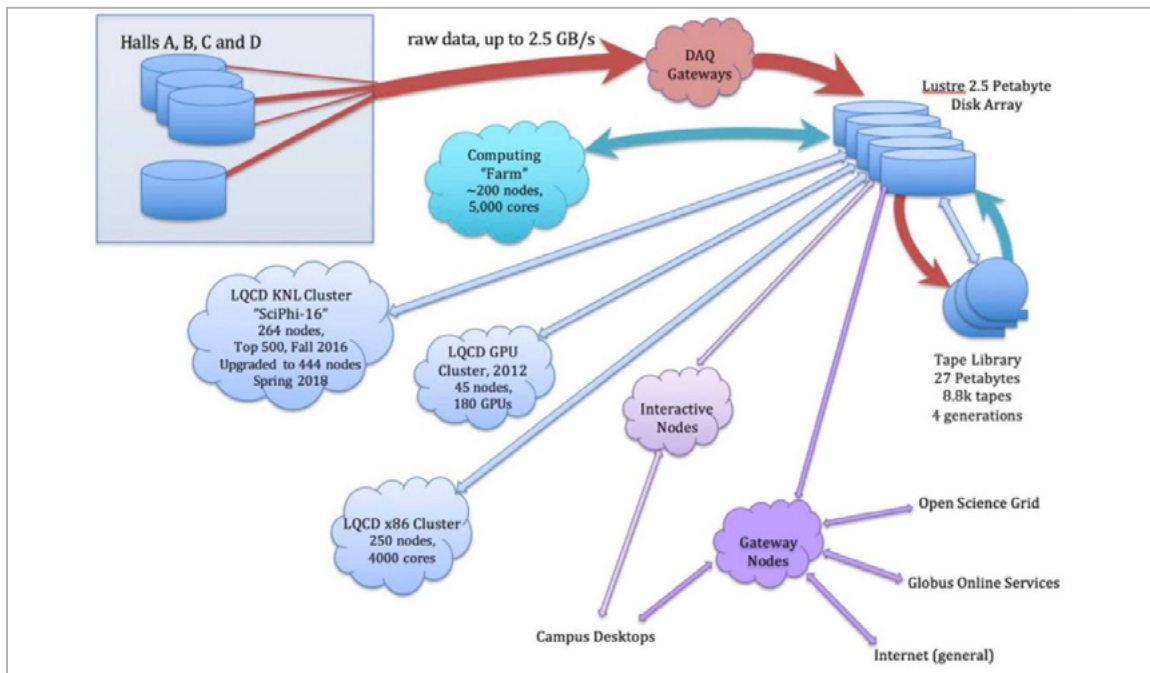 Halls A, B, C and D
raw data, up to 2.5 GB/s
DAQ
Gateways
Lustre 2.5 Petabyte
Disk Array
Computing
"Farm"
~200 nodes,
5,000 cores
LQCD KNL Cluster
"SciPhi-16"
264 nodes,
Top 500, Fall 2016
Upgraded to 444 nodes
Spring 2018
LQCD GPU
Cluster, 2012
45 nodes,
180 GPUs
Tape Library
27 Petabytes
8.8k tapes
4 generations
Interactive
Nodes
LQCD x86 Cluster
250 nodes,
4000 cores
Gateway
Nodes
Open Science Grid
Globus Online Services
Campus Desktops
Internet (general)